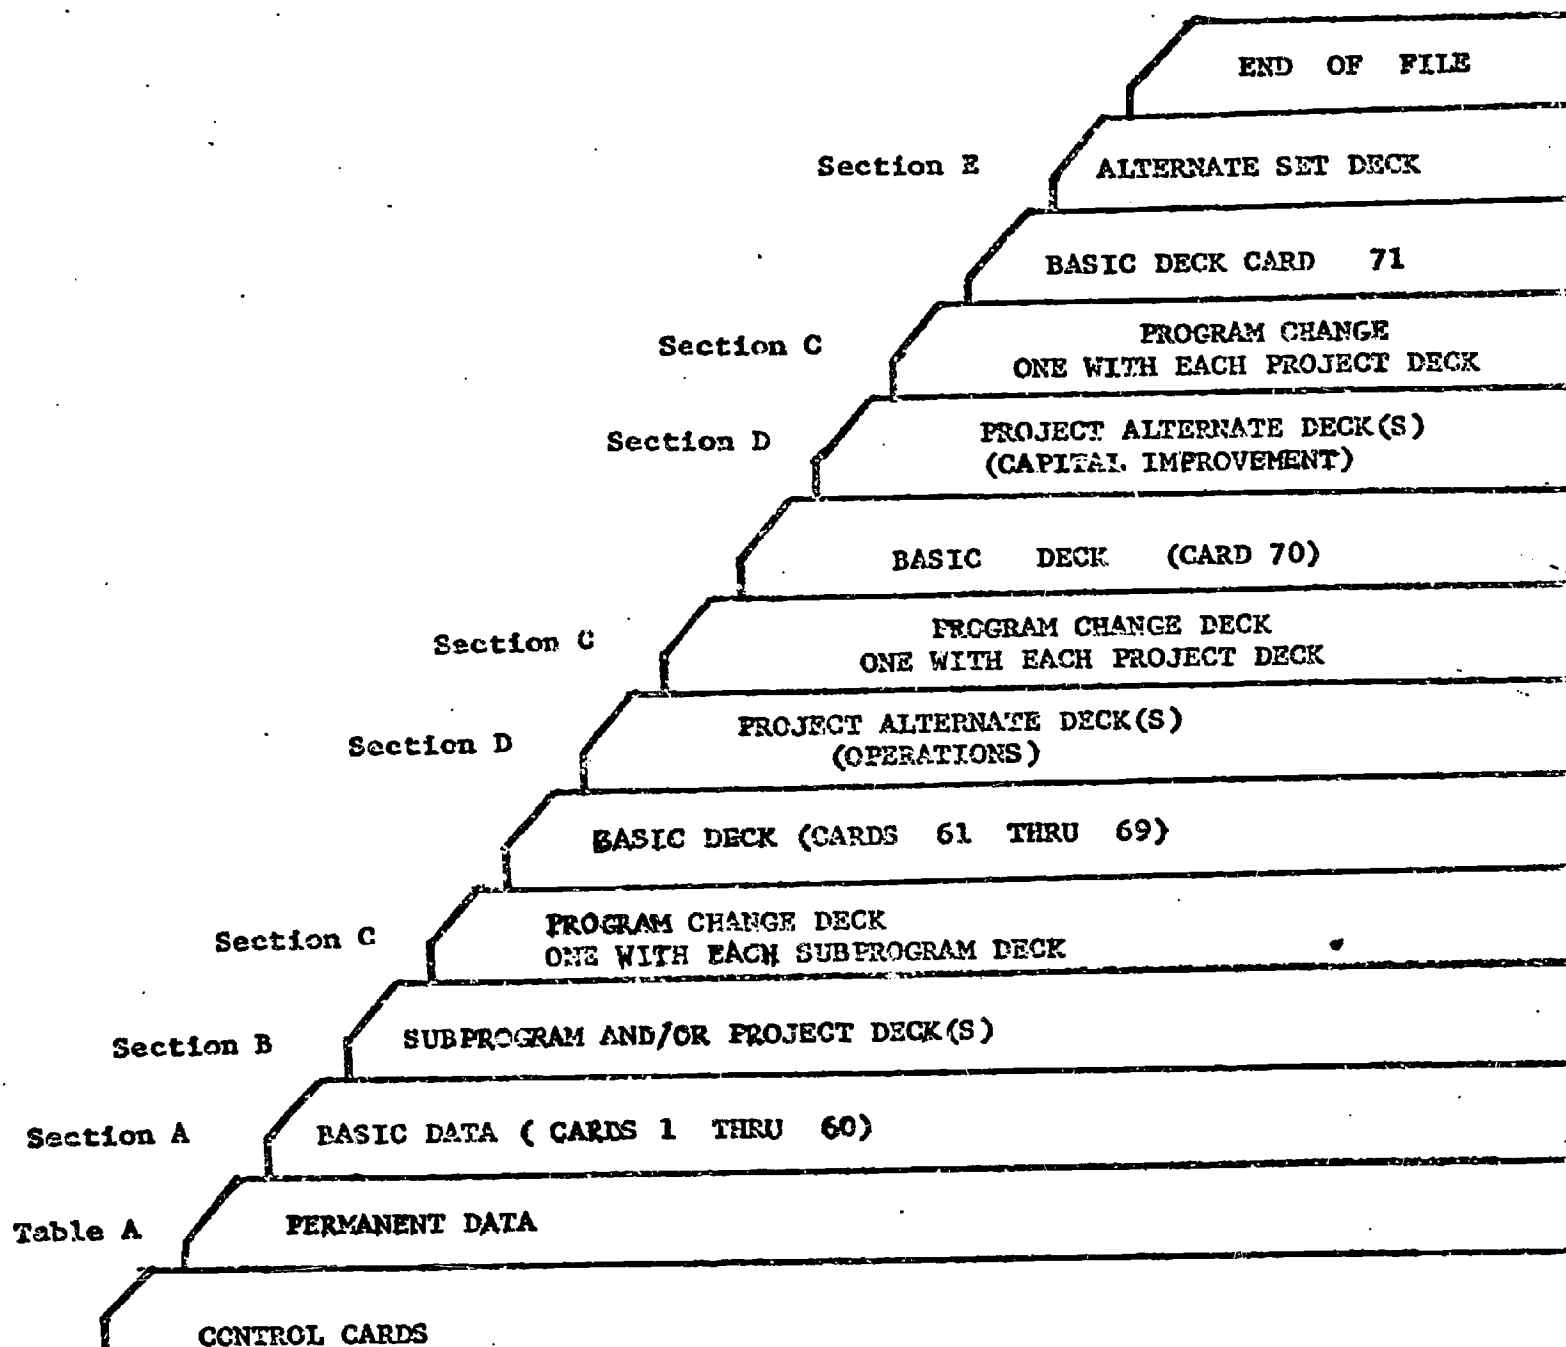 END OF FILE
Section E ALTERNATE SET DECK
BASIC DECK CARD 71
Section C PROGRAM CHANGE
ONE WITH EACH PROJECT DECK
Section D PROJECT ALTERNATE DECK(S)
(CAPITAL IMPROVEMENT)
BASIC DECK (CARD 70)
Section C PROGRAM CHANGE DECK
ONE WITH EACH PROJECT DECK
Section D PROJECT ALTERNATE DECK(S)
(OPERATIONS)
BASIC DECK (CARDS 61 THRU 69)
Section C PROGRAM CHANGE DECK
ONE WITH EACH SUBPROGRAM DECK
Section B SUBPROGRAM AND/OR PROJECT DECK(S)
Section A BASIC DATA ( CARDS 1 THRU 60)
Table A PERMANENT DATA
CONTROL CARDS